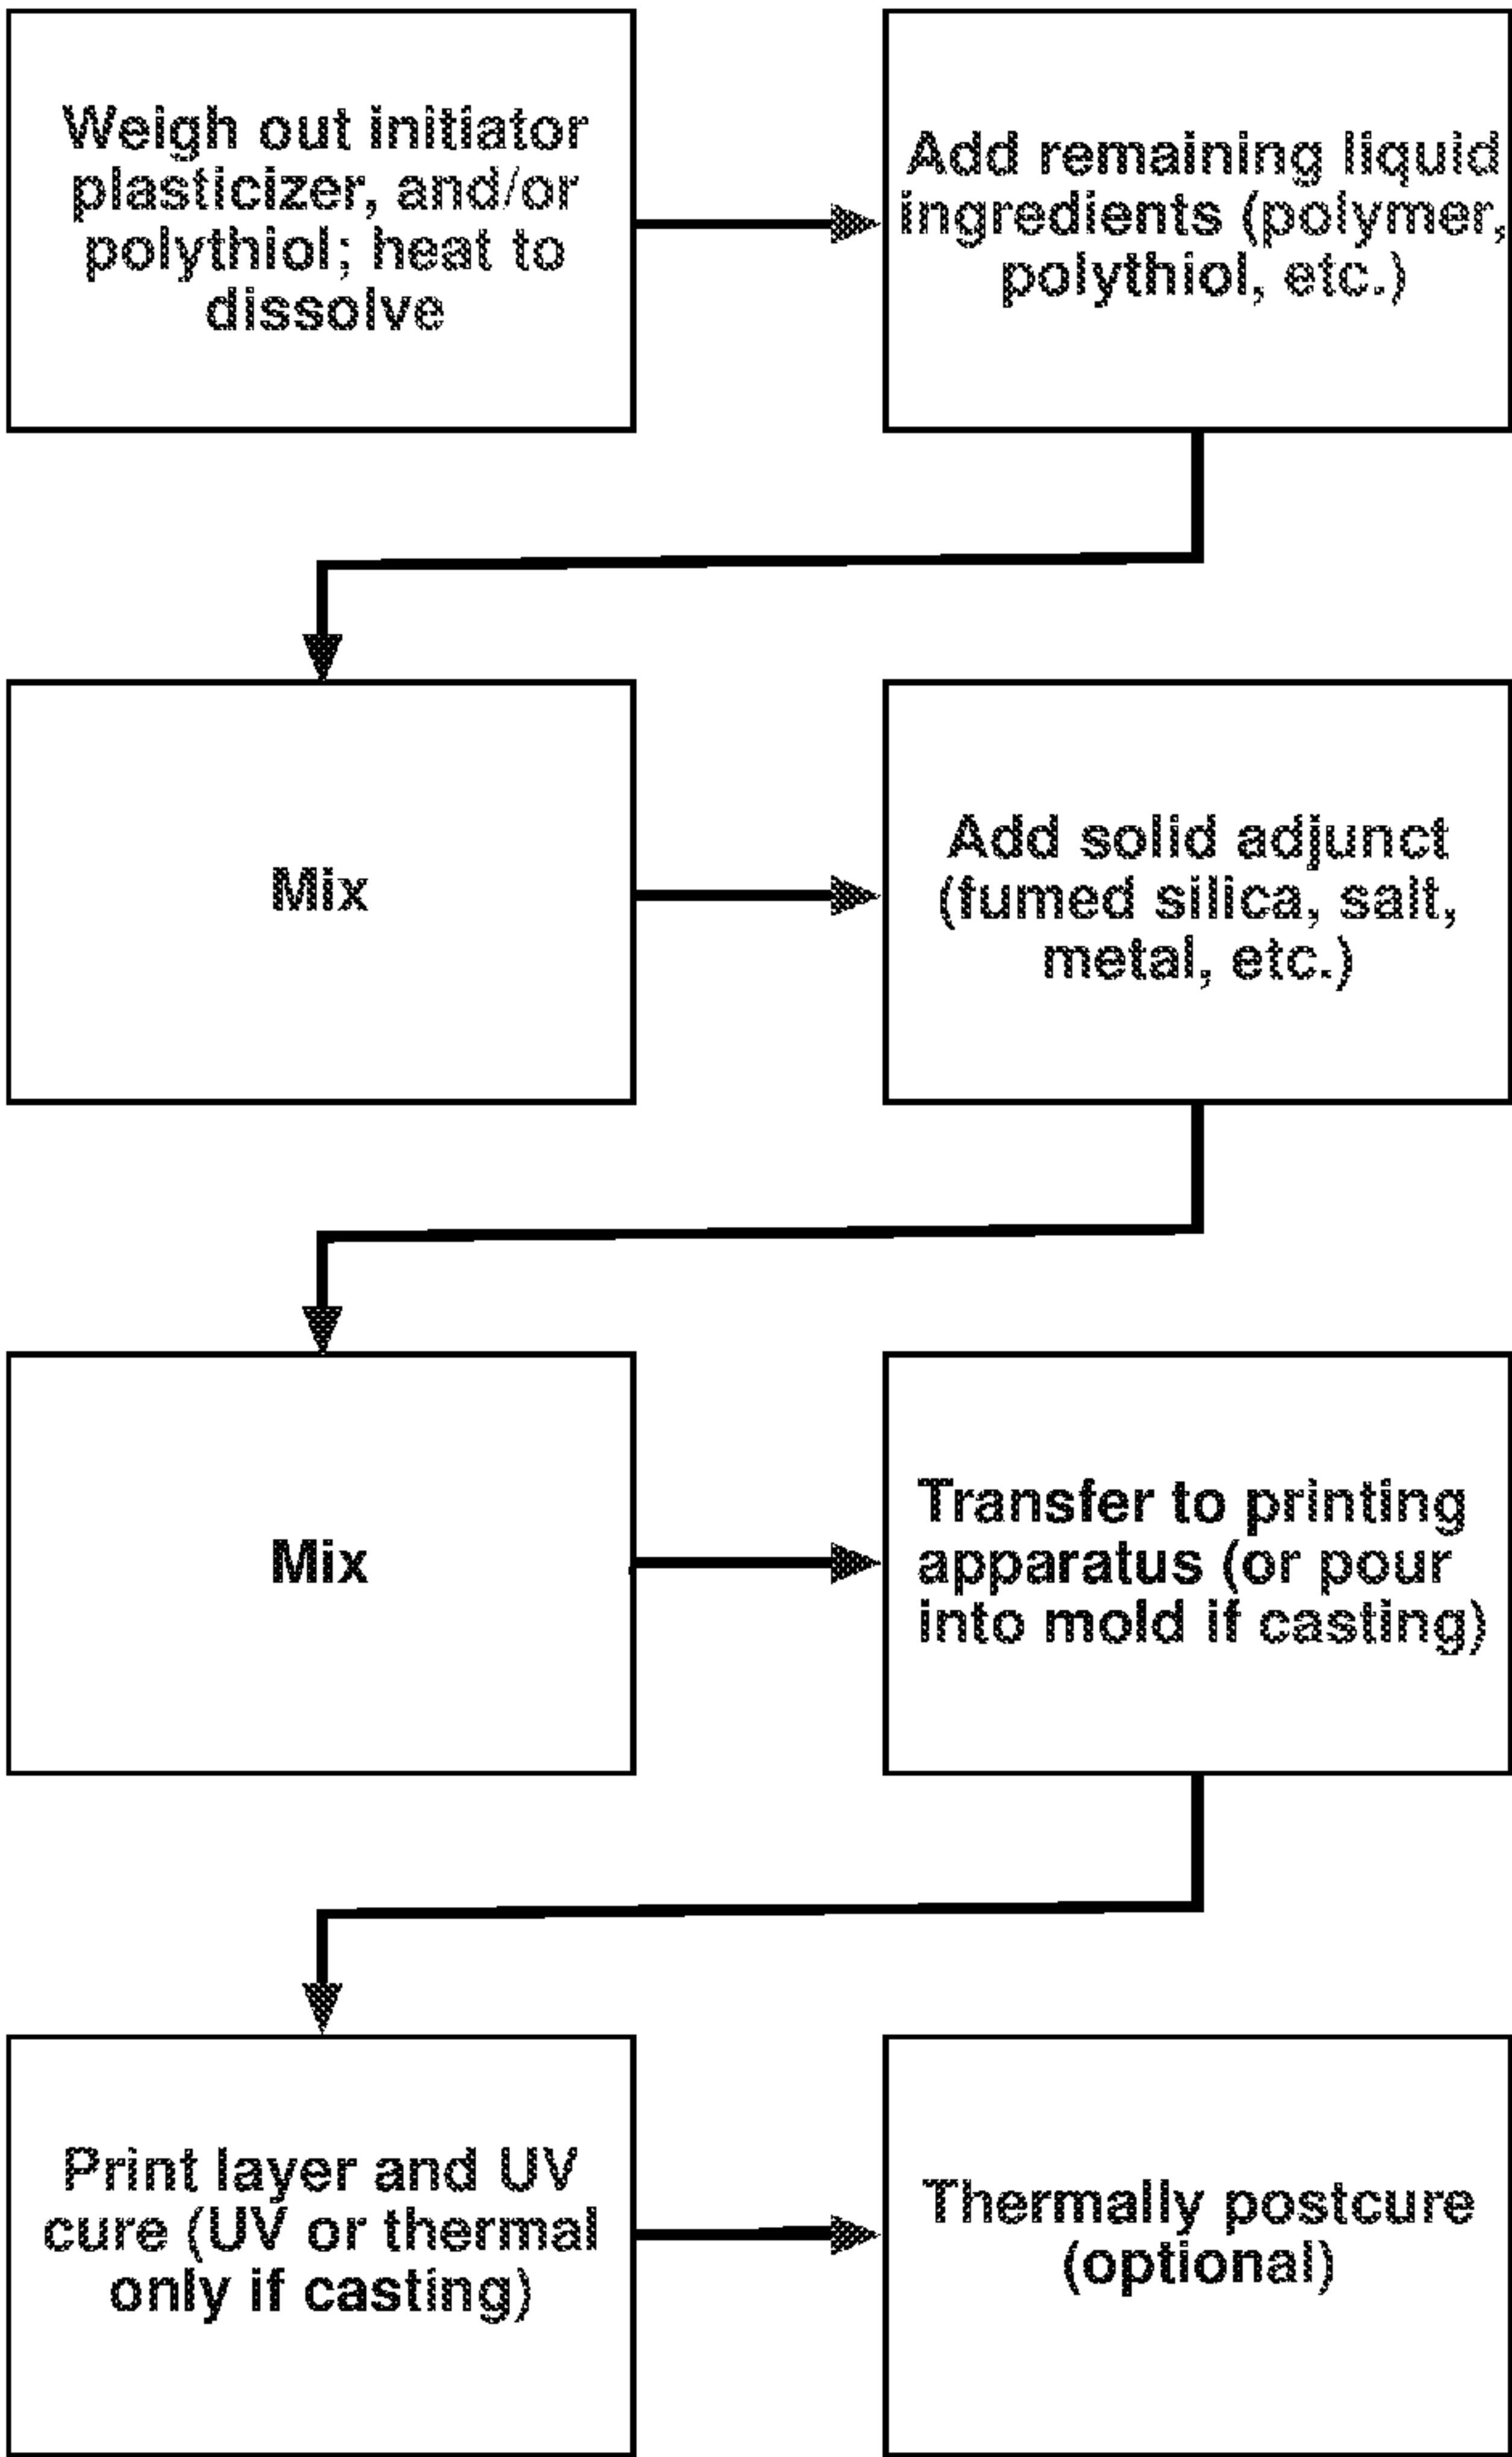 Weigh out initiator
plasticizer, and/or
polythiol; heat to
dissolve
Add remaining liquid
ingredients (polymer,
polythiol, etc.)
Mix
Add solid adjunct
(fumed silica, salt,
metal, etc.)
Mix
Transfer to printing
apparatus (or pour
into mold if casting)
Print layer and UV
cure (UV or thermal
only if casting)
Thermally postcure
(optional)